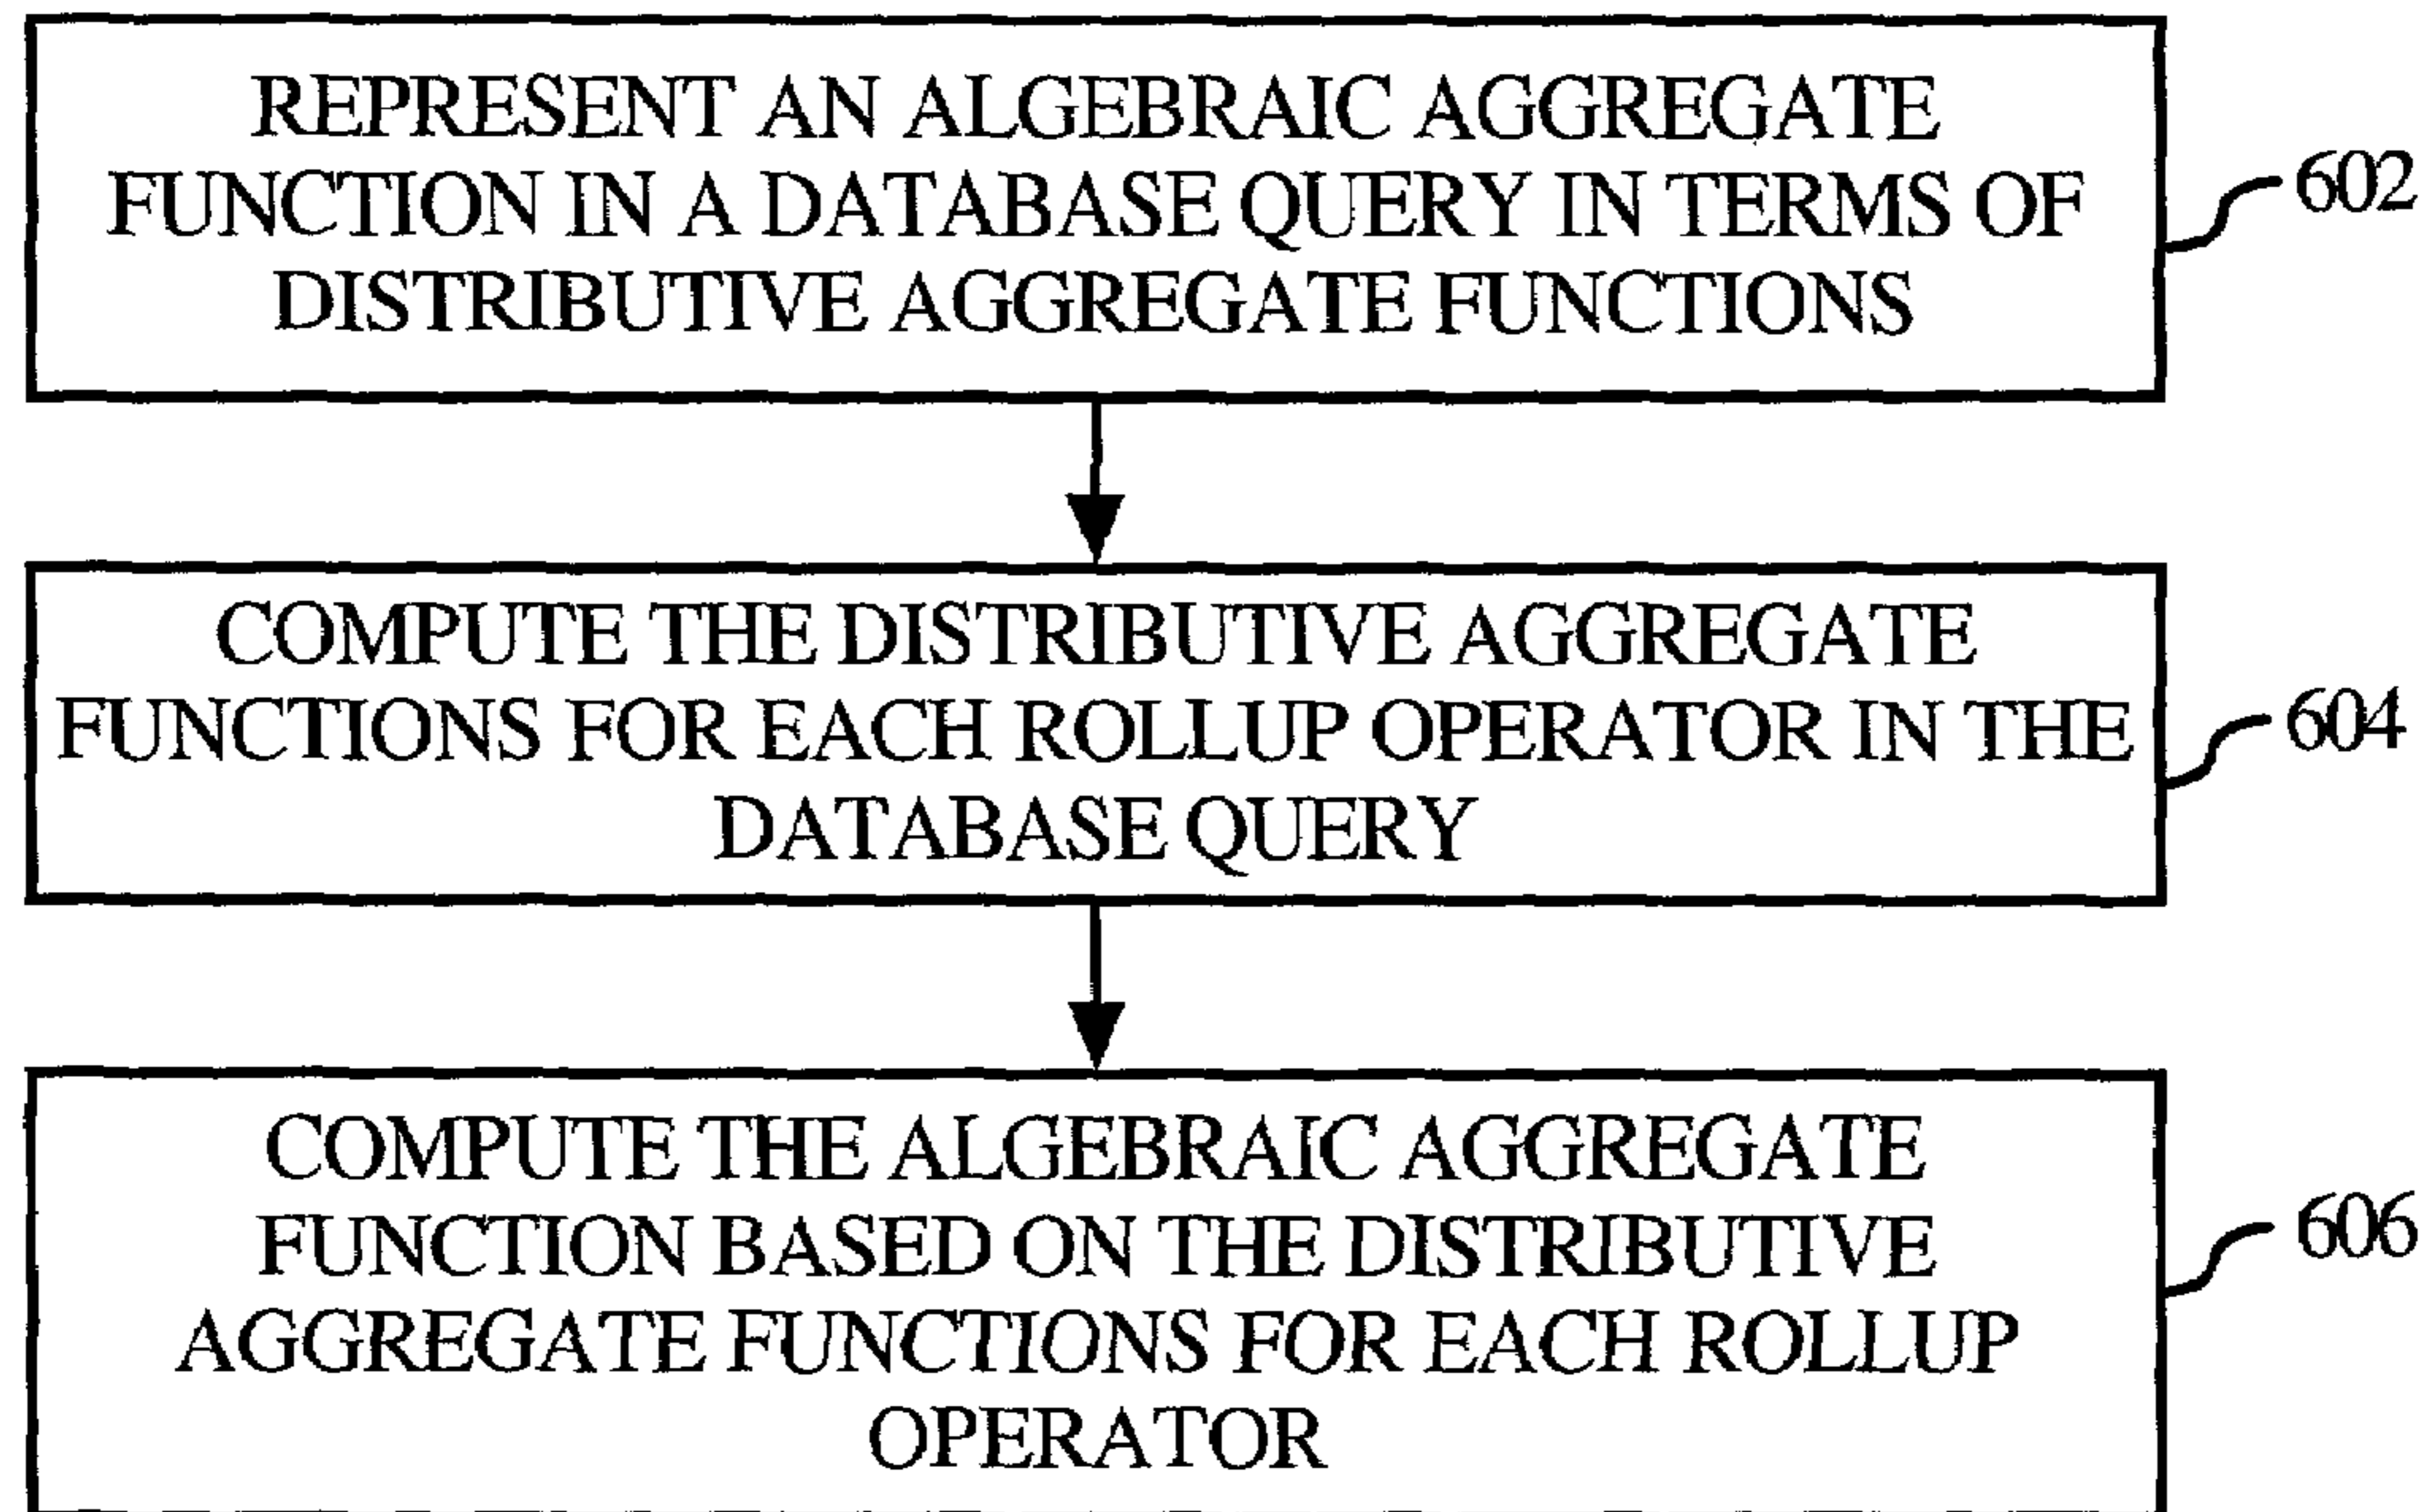 REPRESENT AN ALGEBRAIC AGGREGATE
FUNCTION IN A DATABASE QUERY IN TERMS OF
DISTRIBUTIVE AGGREGATE FUNCTIONS
602
COMPUTE THE DISTRIBUTIVE AGGREGATE
FUNCTIONS FOR EACH ROLLUP OPERATOR IN THE
DATABASE QUERY
604
COMPUTE THE ALGEBRAIC AGGREGATE
FUNCTION BASED ON THE DISTRIBUTIVE
AGGREGATE FUNCTIONS FOR EACH ROLLUP
OPERATOR
606